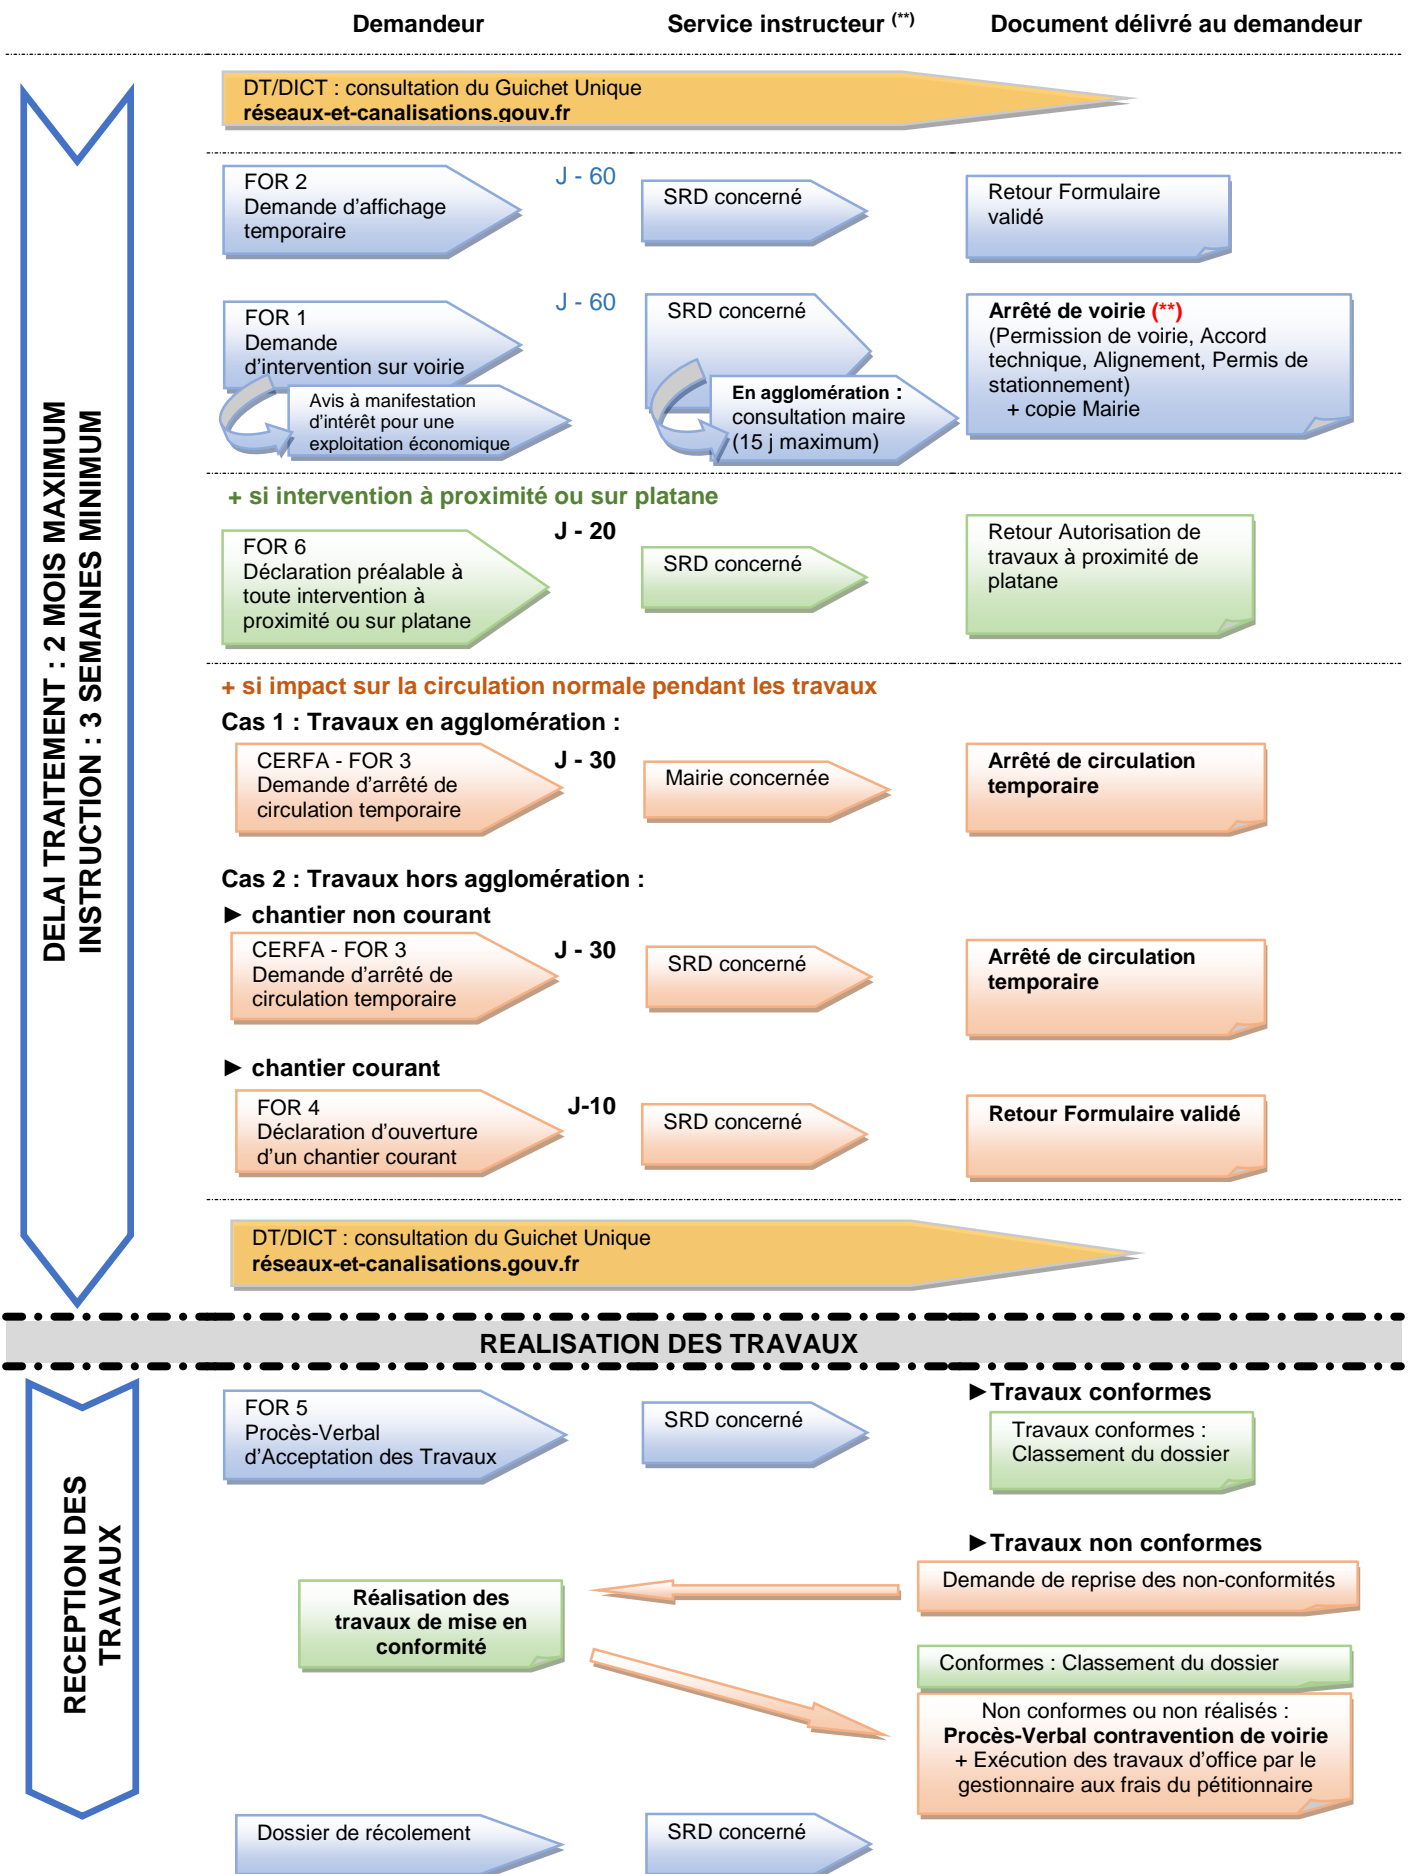 Demandeur
Service instructeur (**)
Document délivré au demandeur
DT/DICT : consultation du Guichet Unique
réseaux-et-canalisations.gouv.fr
FOR 2
Demande d'affichage
temporaire
J - 60
SRD concerné
Retour Formulaire
validé
FOR 1
Demande
d'intervention sur voirie
J - 60
Avis à manifestation
d'intérêt pour une
exploitation économique
SRD concerné
En agglomération :
consultation maire
(15 j maximum)
Arrêté de voirie (**)
(Permission de voirie, Accord
technique, Alignement, Permis de
stationnement)
+ copie Mairie
DELAI TRAITEMENT : 2 MOIS MAXIMUM
INSTRUCTION : 3 SEMAINES MINIMUM
+ si intervention à proximité ou sur platane
FOR 6
Déclaration préalable à
toute intervention à
proximité ou sur platane
J - 20
SRD concerné
Retour Autorisation de
travaux à proximité de
platane
+ si impact sur la circulation normale pendant les travaux
Cas 1 : Travaux en agglomération :
CERFA - FOR 3
Demande d'arrêté de
circulation temporaire
J - 30
Mairie concernée
Arrêté de circulation
temporaire
Cas 2 : Travaux hors agglomération :
► chantier non courant
CERFA - FOR 3
Demande d'arrêté de
circulation temporaire
J - 30
SRD concerné
Arrêté de circulation
temporaire
► chantier courant
FOR 4
Déclaration d'ouverture
d'un chantier courant
J-10
SRD concerné
Retour Formulaire validé
DT/DICT : consultation du Guichet Unique
réseaux-et-canalisations.gouv.fr
REALISATION DES TRAVAUX
RECEPTION DES
TRAVAUX
FOR 5
Procès-Verbal
d'Acceptation des Travaux
SRD concerné
►Travaux conformes
Travaux conformes :
Classement du dossier
►Travaux non conformes
Demande de reprise des non-conformités
Réalisation des
travaux de mise en
conformité
Conformes : Classement du dossier
Non conformes ou non réalisés :
Procès-Verbal contravention de voirie
+ Exécution des travaux d'office par le
gestionnaire aux frais du pétitionnaire
Dossier de récolement
SRD concerné